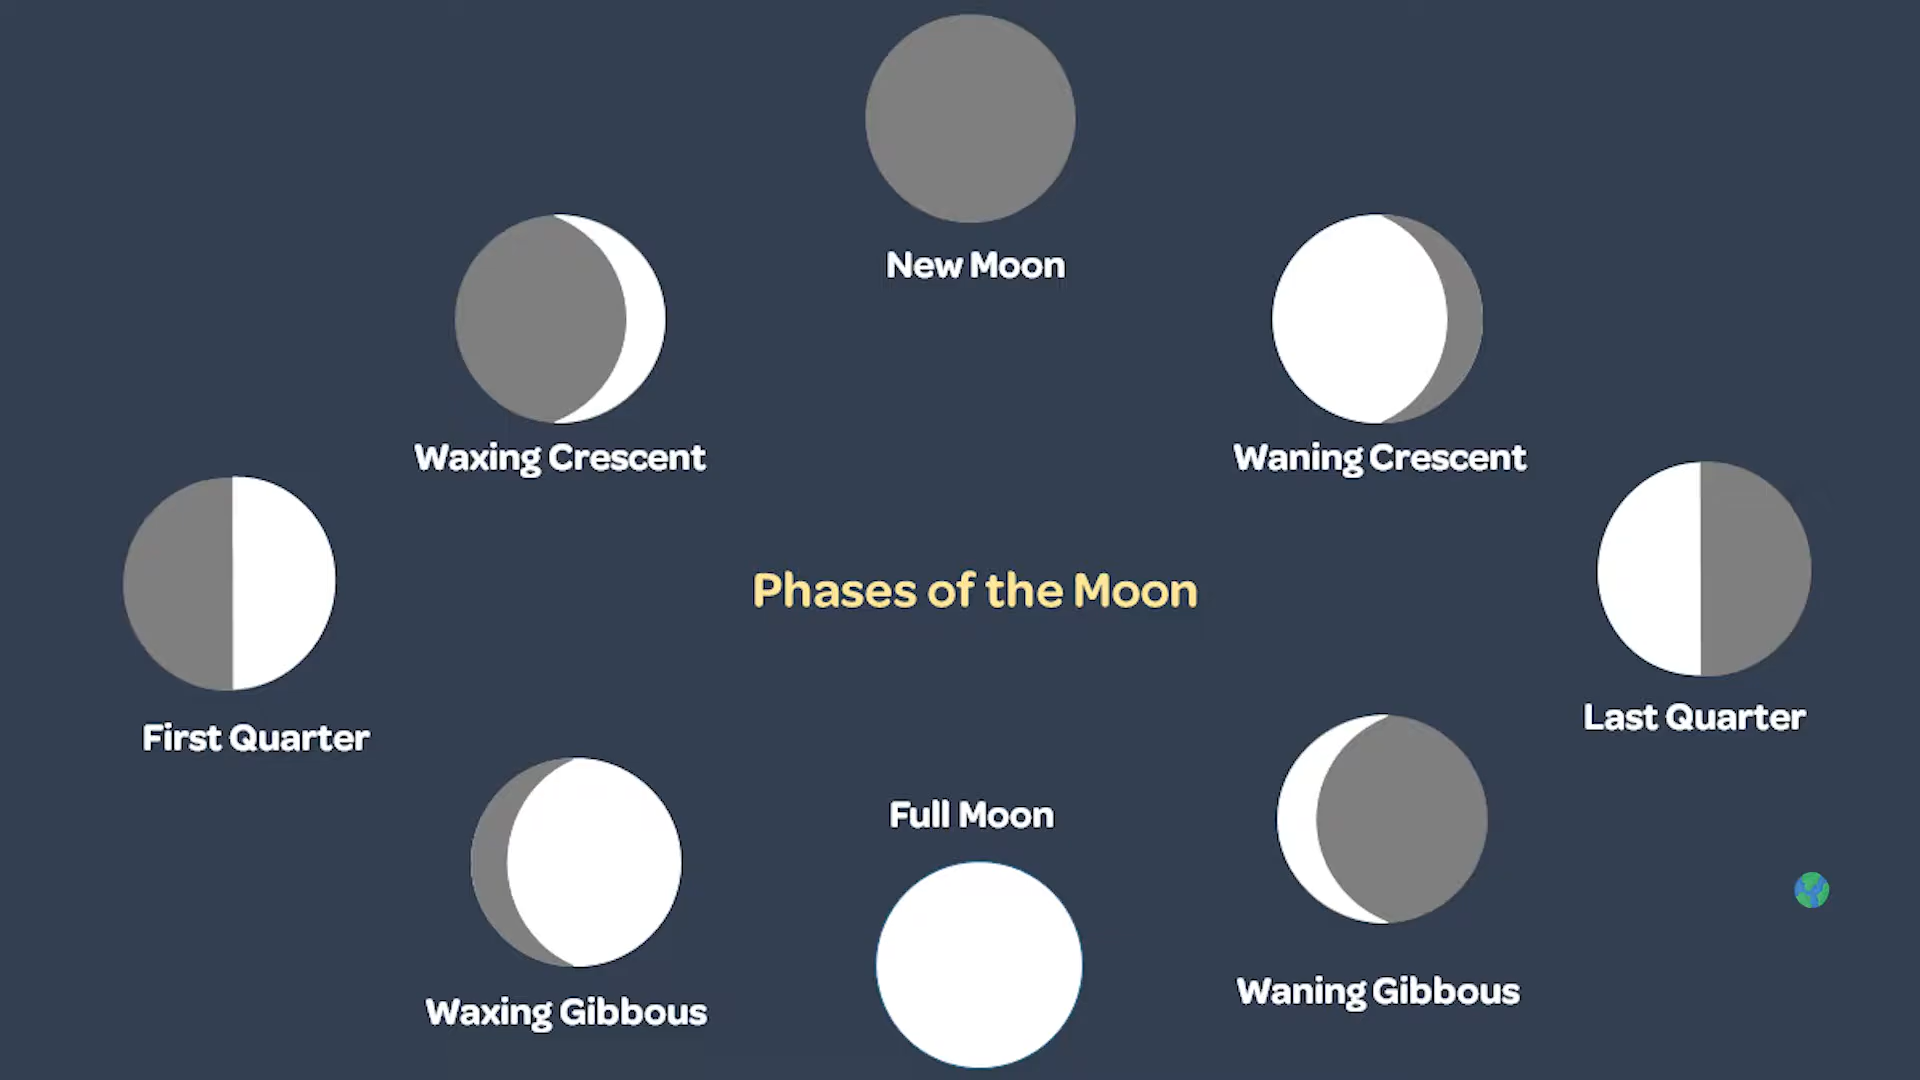 New Moon
Waxing Crescent
Waning Crescent
Phases of the Moon
First Quarter
Last Quarter
Full Moon
Waxing Gibbous
Waning Gibbous